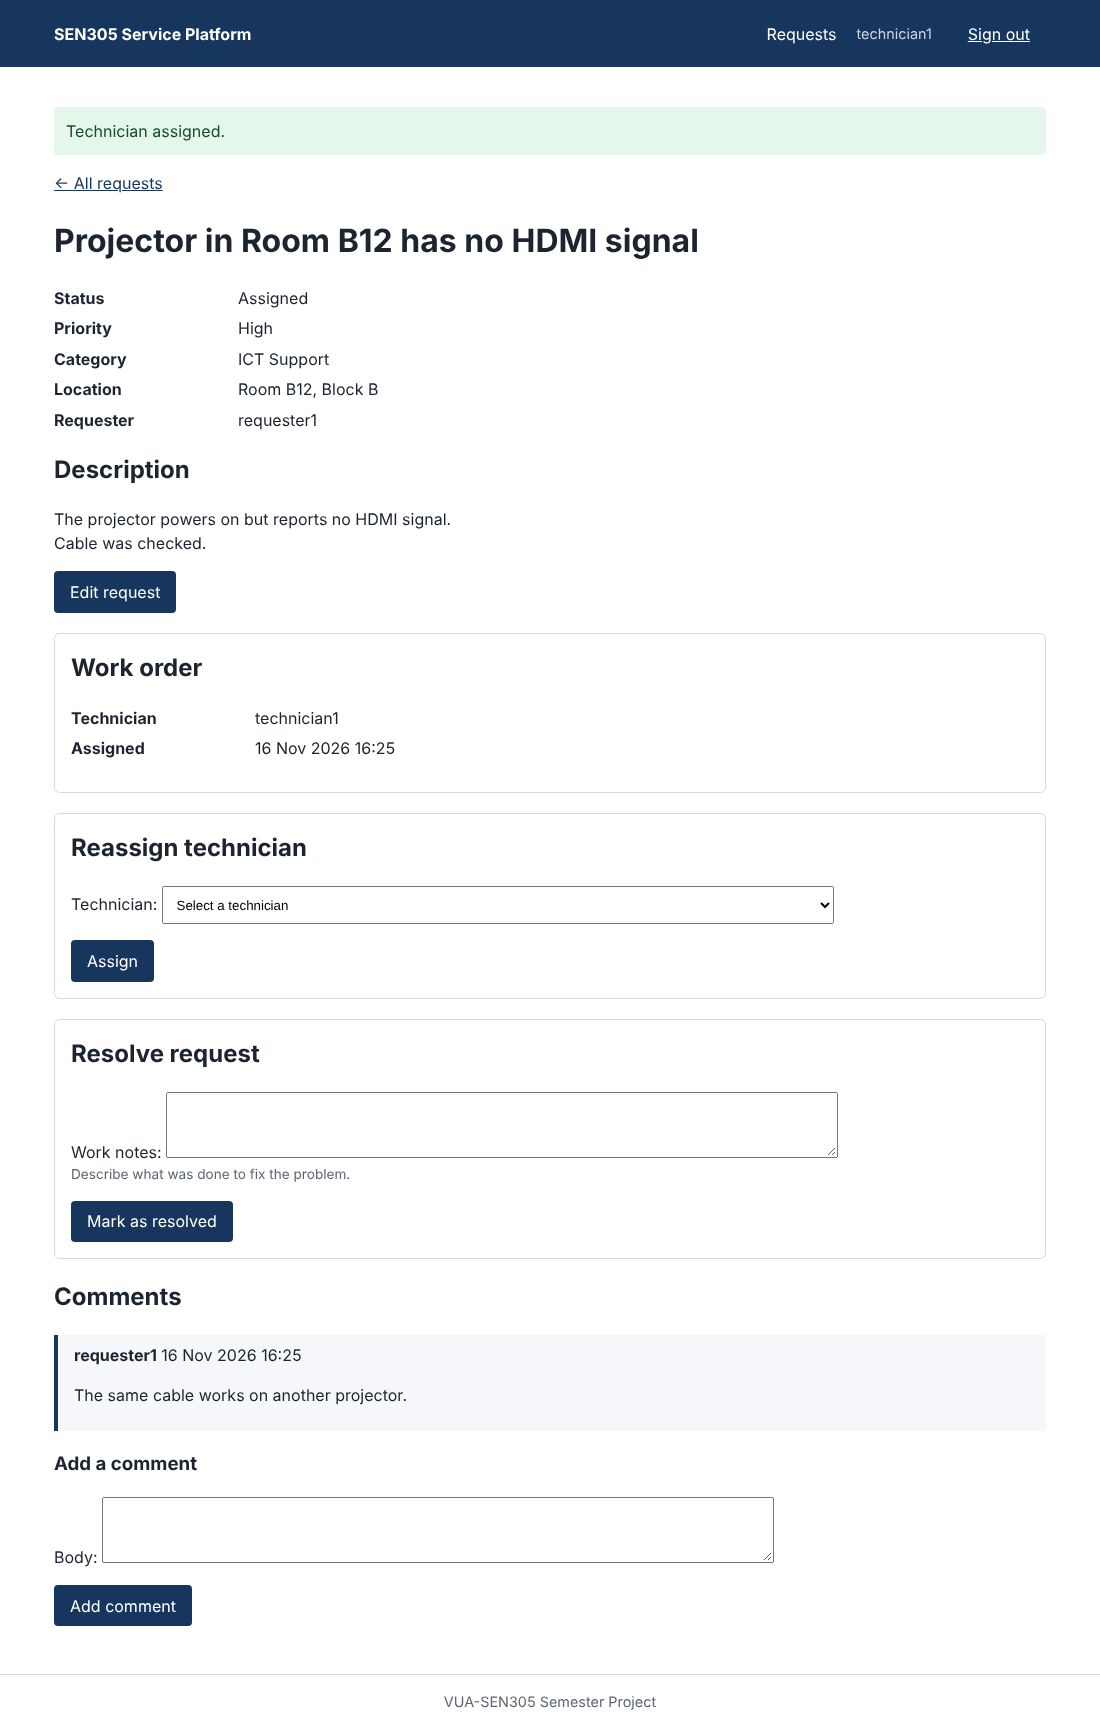 SEN305 Service Platform
Requests technician1 Sign out
Technician assigned.
← All requests
Projector in Room B12 has no HDMI signal
Status Assigned
Priority High
Category ICT Support
Location Room B12, Block B
Requester requester1
Description
The projector powers on but reports no HDMI signal.
Cable was checked.
Edit request
Work order
Technician technician1
Assigned 16 Nov 2026 16:25
Reassign technician
Technician: Select a technician
Assign
Resolve request
Work notes:
Describe what was done to fix the problem.
Mark as resolved
Comments
requester1 16 Nov 2026 16:25
The same cable works on another projector.
Add a comment
Body:
Add comment
VUA-SEN305 Semester Project